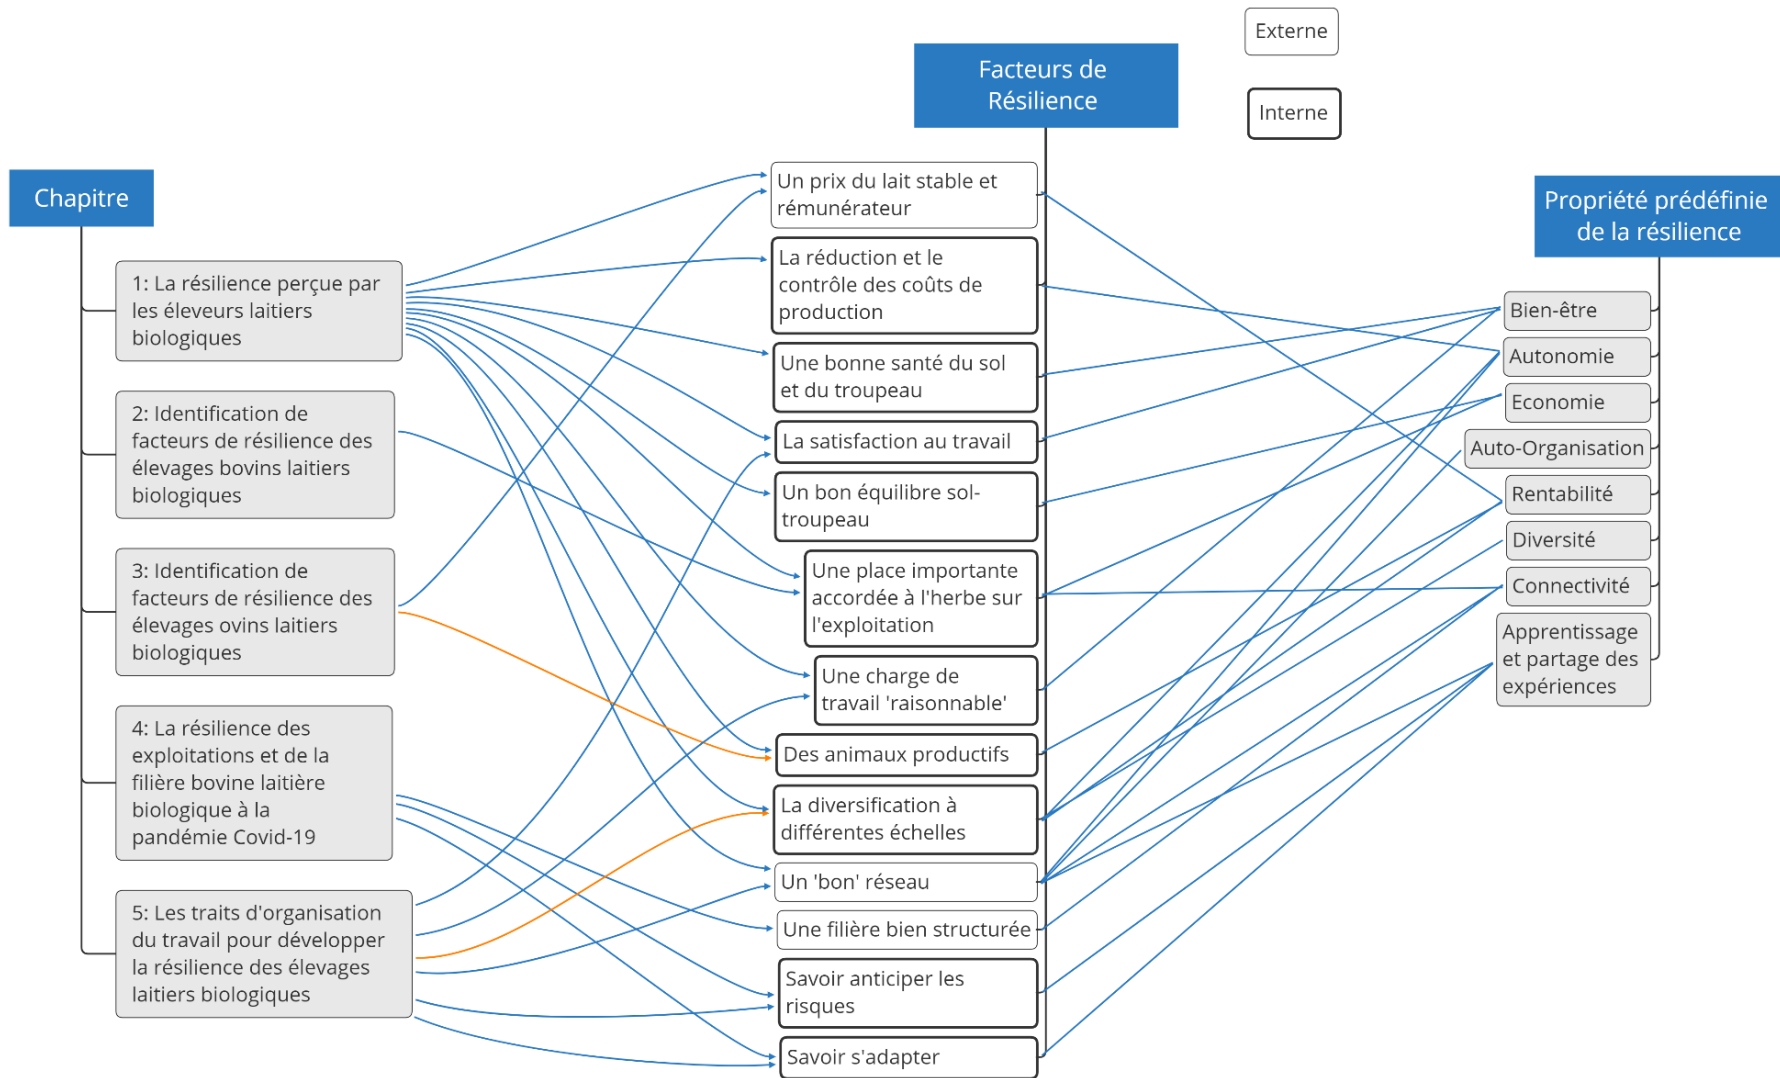 Externe
Interne
Chapitre
1: La résilience perçue par
les éleveurs laitiers
biologiques
2: Identification de
facteurs de résilience des
élevages bovins laitiers
biologiques
3: Identification de
facteurs de résilience des
élevages ovins laitiers
biologiques
4: La résilience des
exploitations et de la
filière bovine laitière
biologique à la
pandémie Covid-19
5: Les traits d'organisation
du travail pour développer
la résilience des élevages
laitiers biologiques
Facteurs de
Résilience
Un prix du lait stable et
rémunérateur
La réduction et le
contrôle des coûts de
production
Une bonne santé du sol
et du troupeau
La satisfaction au travail
Un bon équilibre sol-
troupeau
Une place importante
accordée à l'herbe sur
l'exploitation
Une charge de
travail 'raisonnable'
Des animaux productifs
La diversification à
différentes échelles
Un 'bon' réseau
Une filière bien structurée
Savoir anticiper les
risques
Savoir s'adapter
Propriété prédéfinie
de la résilience
Bien-être
Autonomie
Economie
Auto-Organisation
Rentabilité
Diversité
Connectivité
Apprentissage
et partage des
expériences